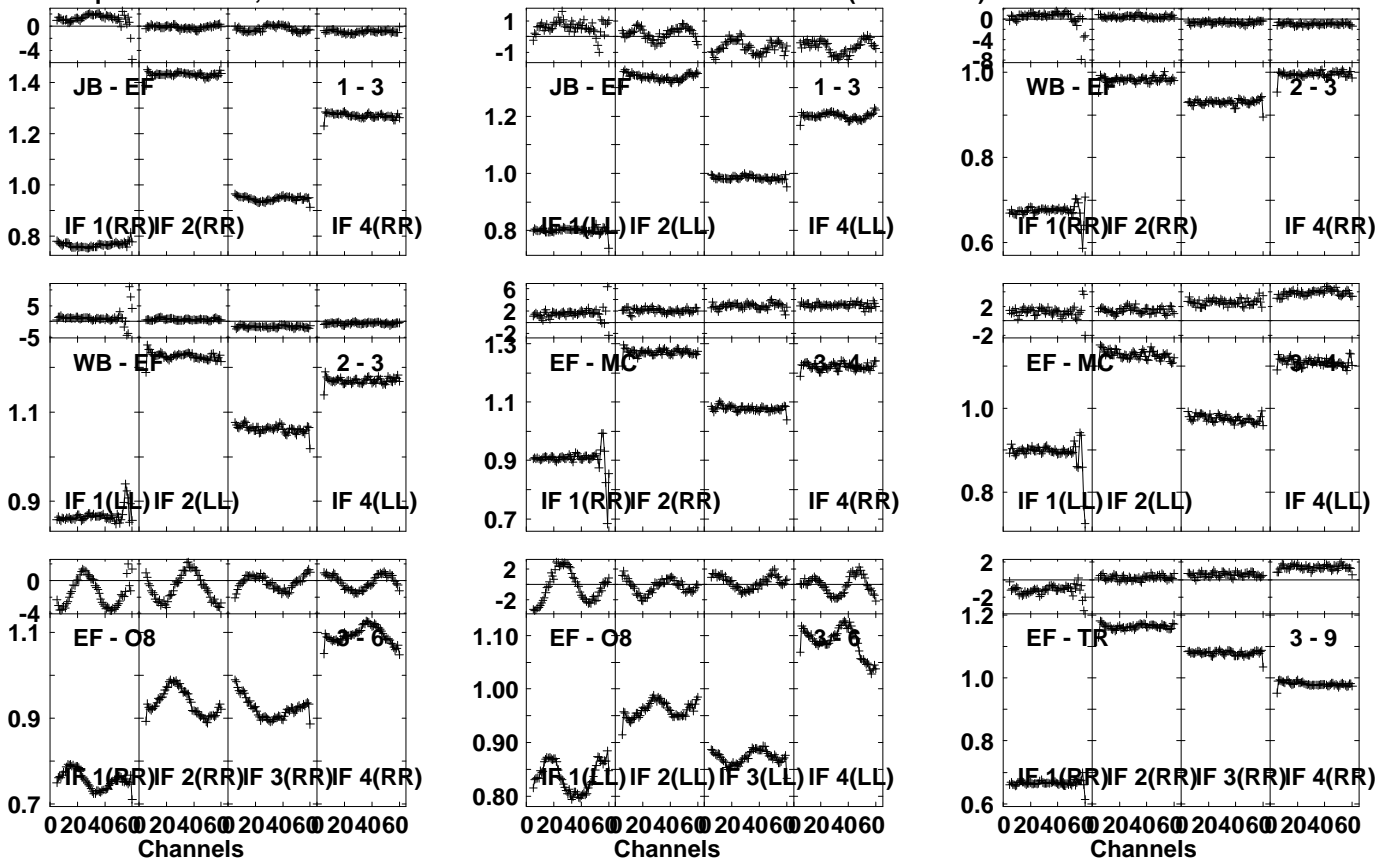 0
-4
JB - EF 1 - 3
1.4
1.2
1.0
0.8
IF 1(RR) IF 2(RR) IF 4(RR)
1
-1
JB - EF 1 - 3
1.2
1.0
0.8
IF 1(LL) IF 2(LL) IF 4(LL)
0
-4
-8
WB - EF 2 - 3
1.0
0.8
0.6
IF 1(RR) IF 2(RR) IF 4(RR)
5
-5
WB - EF 2 - 3
1.1
0.9
IF 1(LL) IF 2(LL) IF 4(LL)
6
2
-2
EF - MC 3 - 4
1.3
1.1
0.9
0.7
IF 1(RR) IF 2(RR) IF 4(RR)
2
-2
EF - MC 3 - 4
1.0
0.8
IF 1(LL) IF 2(LL) IF 4(LL)
0
-4
EF - O8 3 - 6
1.1
0.9
0.7
IF 1(RR) IF 2(RR) IF 3(RR) IF 4(RR)
2
-2
EF - O8 3 - 6
1.10
1.00
0.90
0.80
IF 1(LL) IF 2(LL) IF 3(LL) IF 4(LL)
2
-2
EF - TR 3 - 9
1.2
1.0
0.8
0.6
IF 1(RR) IF 2(RR) IF 3(RR) IF 4(RR)
0 204060 204060 204060 204060
Channels
0 204060 204060 204060 204060
Channels
0 204060 204060 204060 204060
Channels